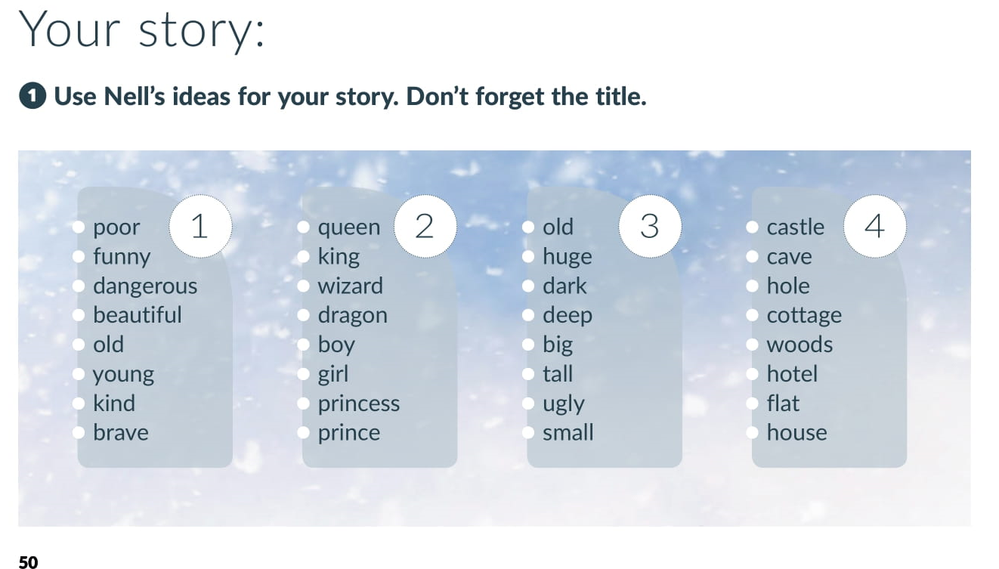 Your story:
1 Use Nell's ideas for your story. Don't forget the title.
1
poor
funny
dangerous
beautiful
old
young
kind
brave
2
queen
king
wizard
dragon
boy
girl
princess
prince
3
old
huge
dark
deep
big
tall
ugly
small
4
castle
cave
hole
cottage
woods
hotel
flat
house
50